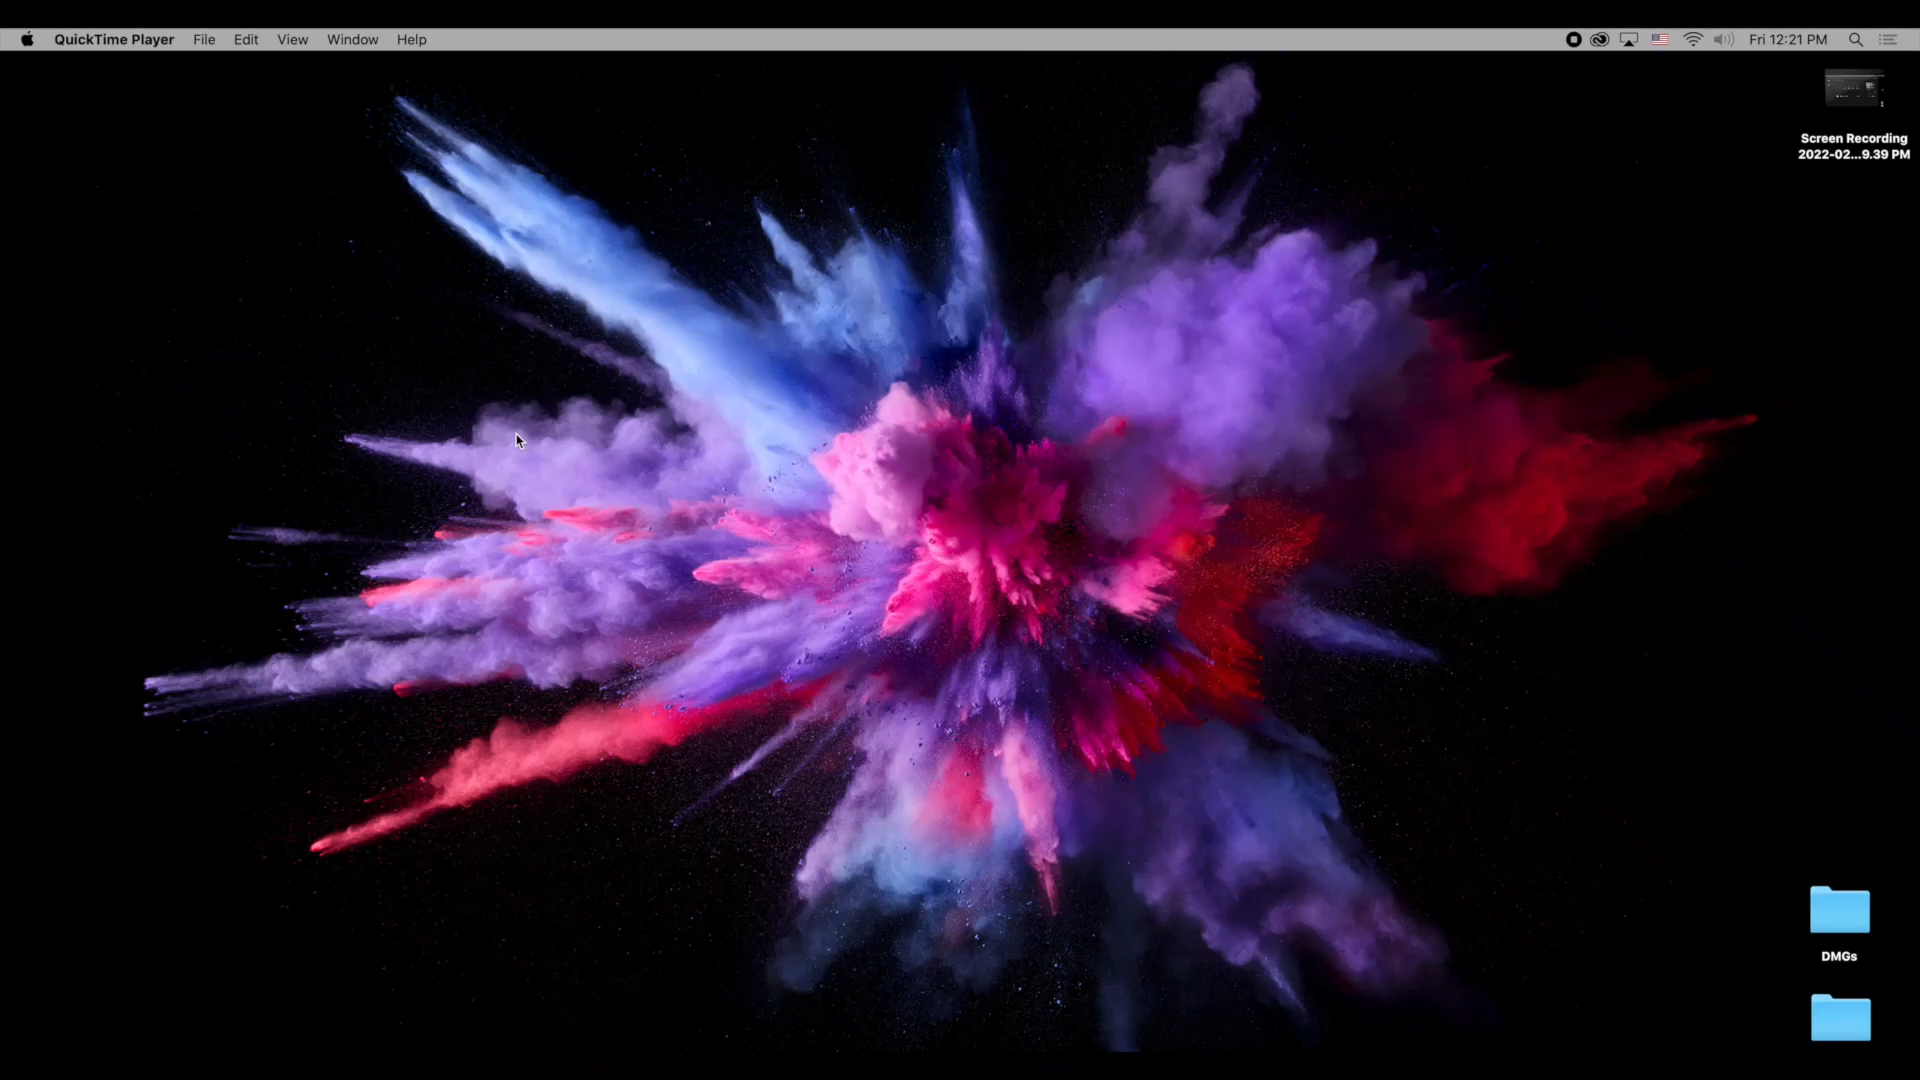 QuickTime Player File Edit View Window Help Fri 12:21 PM
Screen Recording
2022-02...9.39 PM
DMGs